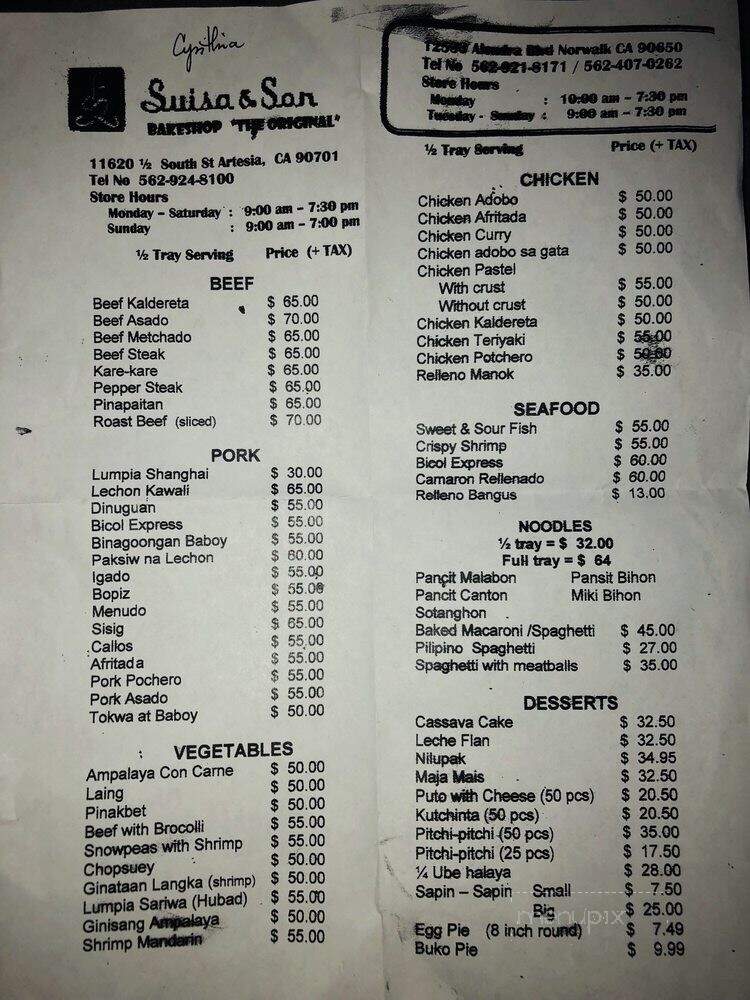 Cynthia
Suisa & Son
BAKESHOP "THE ORIGINAL"
11620 ½ South St Artesia, CA 90701
Tel No 562-924-8100
Store Hours
Monday – Saturday : 9:00 am – 7:30 pm
Sunday : 9:00 am – 7:00 pm
½ Tray Serving Price (+ TAX)
BEEF
Beef Kaldereta $ 65.00
Beef Asado $ 70.00
Beef Metchado $ 65.00
Beef Steak $ 65.00
Kare-kare $ 65.00
Pepper Steak $ 65.00
Pinapaitan $ 65.00
Roast Beef (sliced) $ 70.00
PORK
Lumpia Shanghai $ 30.00
Lechon Kawali $ 65.00
Dinuguan $ 55.00
Bicol Express $ 55.00
Binagoongan Baboy $ 55.00
Paksiw na Lechon $ 60.00
Igado $ 55.00
Bopiz $ 55.00
Menudo $ 55.00
Sisig $ 65.00
Callos $ 55.00
Afritada $ 55.00
Pork Pochero $ 55.00
Pork Asado $ 55.00
Tokwa at Baboy $ 50.00
VEGETABLES
Ampalaya Con Carne $ 50.00
Laing $ 50.00
Pinakbet $ 50.00
Beef with Brocolli $ 55.00
Snowpeas with Shrimp $ 55.00
Chopsuey $ 50.00
Ginataan Langka (shrimp) $ 50.00
Lumpia Sariwa (Hubad) $ 55.00
Ginisang Ampalaya $ 50.00
Shrimp Mandarin $ 55.00
Blvd Norwalk CA 90650
Tel No 562-921-8171 / 562-407-0262
Store Hours
Monday : 10:00 am – 7:30 pm
Tuesday - Sunday : 9:00 am – 7:30 pm
½ Tray Serving Price (+ TAX)
CHICKEN
Chicken Adobo $ 50.00
Chicken Afritada $ 50.00
Chicken Curry $ 50.00
Chicken adobo sa gata $ 50.00
Chicken Pastel
With crust $ 55.00
Without crust $ 50.00
Chicken Kaldereta $ 50.00
Chicken Teriyaki $ 55.00
Chicken Potchero $ 50.00
Relleno Manok $ 35.00
SEAFOOD
Sweet & Sour Fish $ 55.00
Crispy Shrimp $ 55.00
Bicol Express $ 60.00
Camaron Rellenado $ 60.00
Relleno Bangus $ 13.00
NOODLES
½ tray = $ 32.00
Full tray = $ 64
Pancit Malabon Pansit Bihon
Pancit Canton Miki Bihon
Sotanghon
Baked Macaroni /Spaghetti $ 45.00
Pilipino Spaghetti $ 27.00
Spaghetti with meatballs $ 35.00
DESSERTS
Cassava Cake $ 32.50
Leche Flan $ 32.50
Nilupak $ 34.95
Maja Mais $ 32.50
Puto with Cheese (50 pcs) $ 20.50
Kutchinta (50 pcs) $ 20.50
Pitchi-pitchi (50 pcs) $ 35.00
Pitchi-pitchi (25 pcs) $ 17.50
¼ Ube halaya $ 28.00
Sapin – Sapin Small $ 7.50
Big $ 25.00
Egg Pie (8 inch round) $ 7.49
Buko Pie $ 9.99
menupix